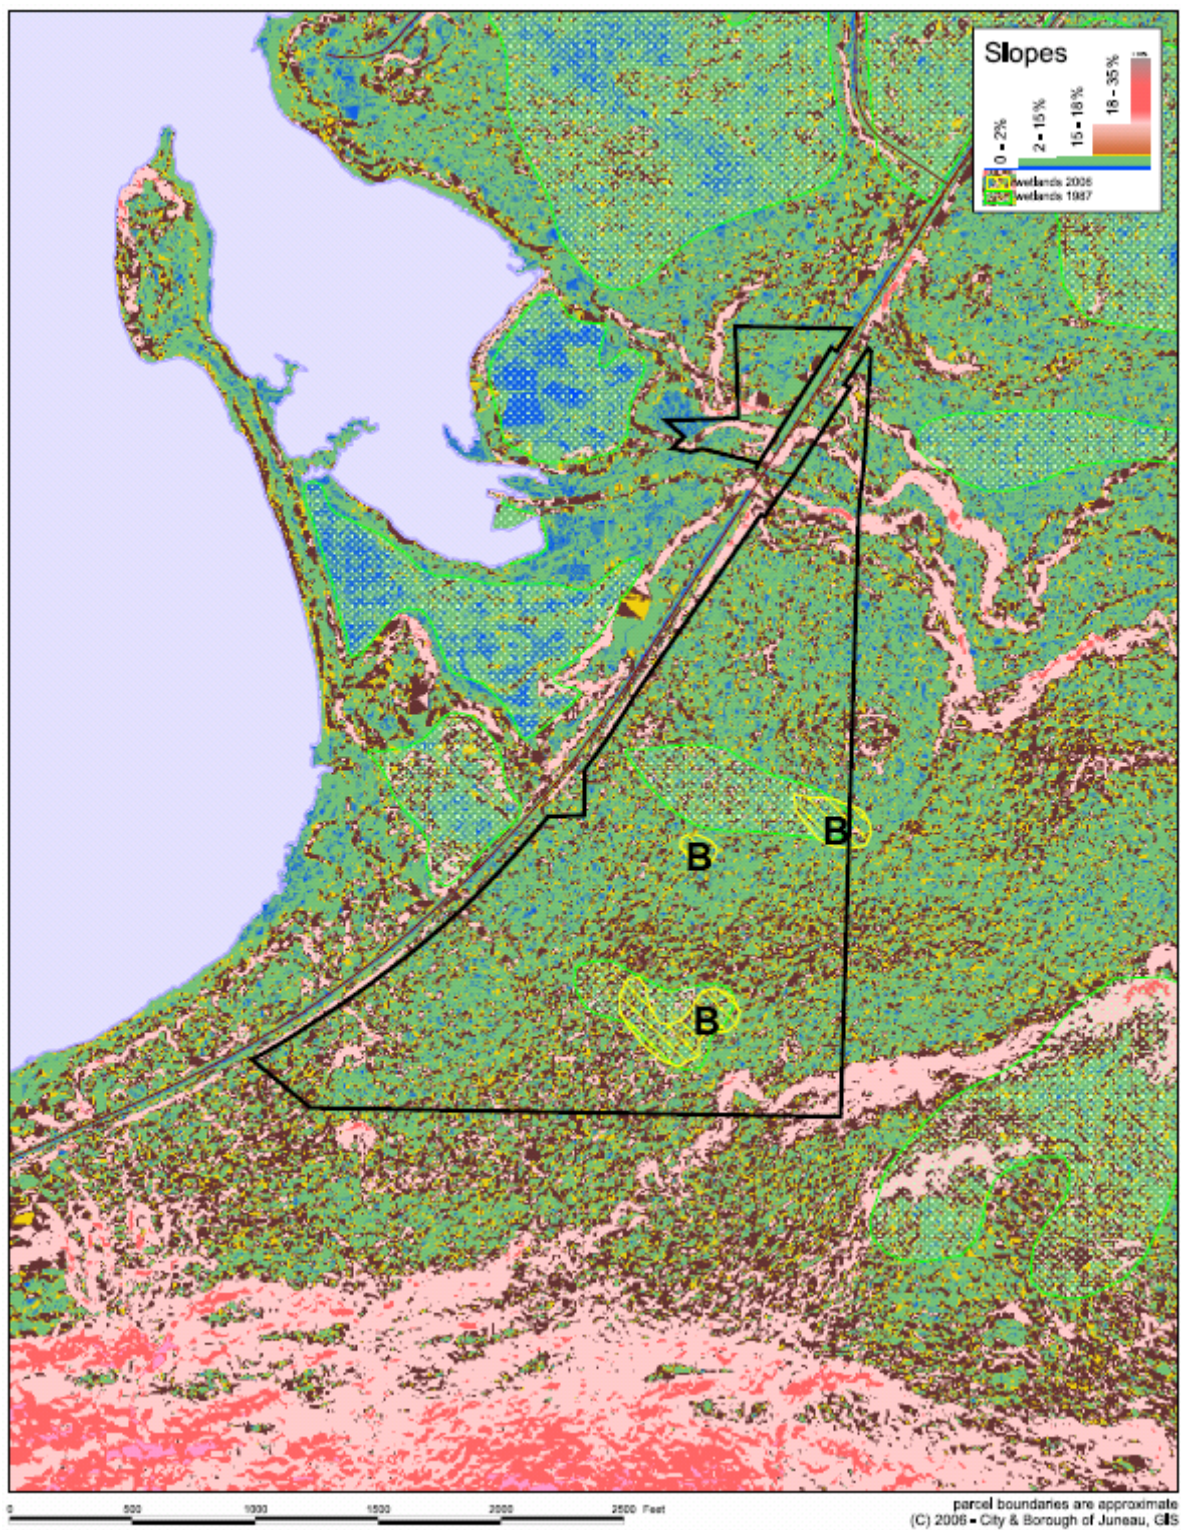 Slopes
0 - 2%
2 - 15%
15 - 18%
18 - 35%
wetlands 2006
wetlands 1987
B
B
B
0 500 1000 1500 2000 2500 Feet
parcel boundaries are approximate
(C) 2006 - City & Borough of Juneau, GIS